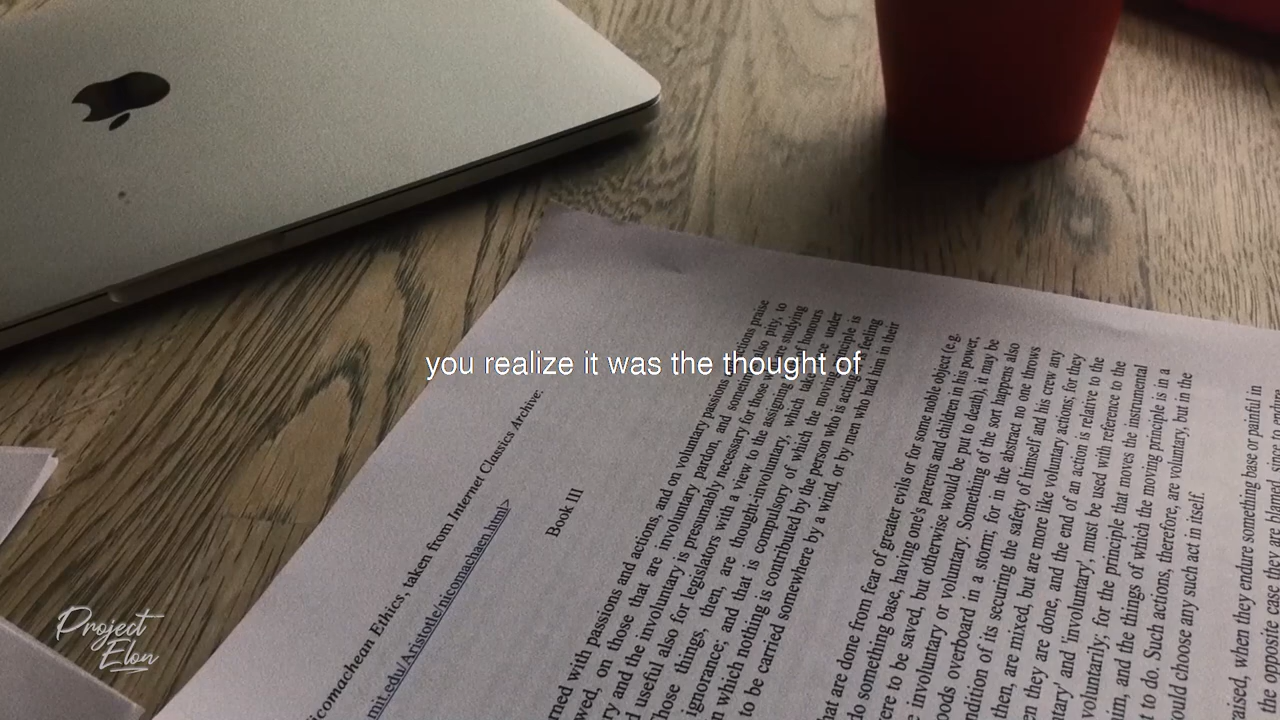 you realize it was the thought of
icomachean Ethics, taken from Internet Classics Archive:
mit.edu/Aristotle/nicomachaen.html>
Book III
rned with passions and actions, and on voluntary passions actions praise
wed, on those that are involuntary pardon, and sometimes also pity, to
ry and the involuntary is presumably necessary for those are studying
d useful also for legislators with a view to the assigning of honours
hose things, then, are thought-involuntary, which take place under
ignorance; and that is compulsory of which the moving principle is
n which nothing is contributed by the person who is acting feeling
to be carried somewhere by a wind, or by men who had him in their
hat are done from fear of greater evils or for some noble object (e.g.
do something base, having one's parents and children in his power,
ere to be saved, but otherwise would be put to death), it may be
involuntary or voluntary. Something of the sort happens also
oods overboard in a storm; for in the abstract no one throws
ndition of its securing the safety of himself and his crew any
then, are mixed, but are more like voluntary actions; for they
en they are done, and the end of an action is relative to the
tary' and 'involuntary', must be used with reference to the
voluntarily; for the principle that moves the instrumental
im, and the things of which the moving principle is in a
t to do. Such actions, therefore, are voluntary, but in the
ould choose any such act in itself.
aised, when they endure something base or painful in
the opposite case they are blamed, since to endure
Project
Elon